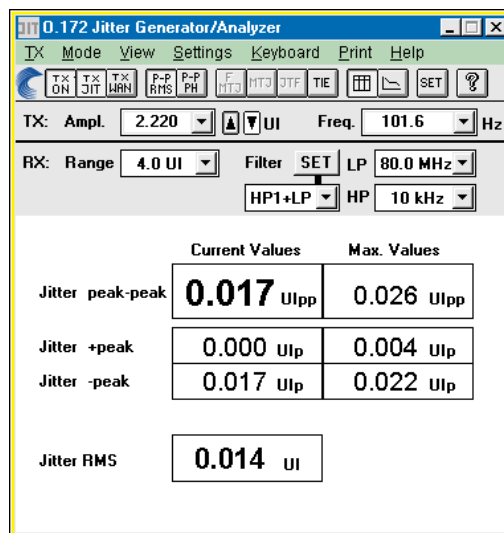 JIT O.172 Jitter Generator/Analyzer
TX Mode View Settings Keyboard Print Help
TX ON TX JIT TX WAN P-P RMS P-P PH F MTJ MTJ JTF TIE SET ?
TX: Ampl. 2.220 UI Freq. 101.6 Hz
RX: Range 4.0 UI Filter SET LP 80.0 MHz
HP1+LP HP 10 kHz
Current Values Max. Values
Jitter peak-peak 0.017 UIpp 0.026 UIpp
Jitter +peak 0.000 UIp 0.004 UIp
Jitter -peak 0.017 UIp 0.022 UIp
Jitter RMS 0.014 UI